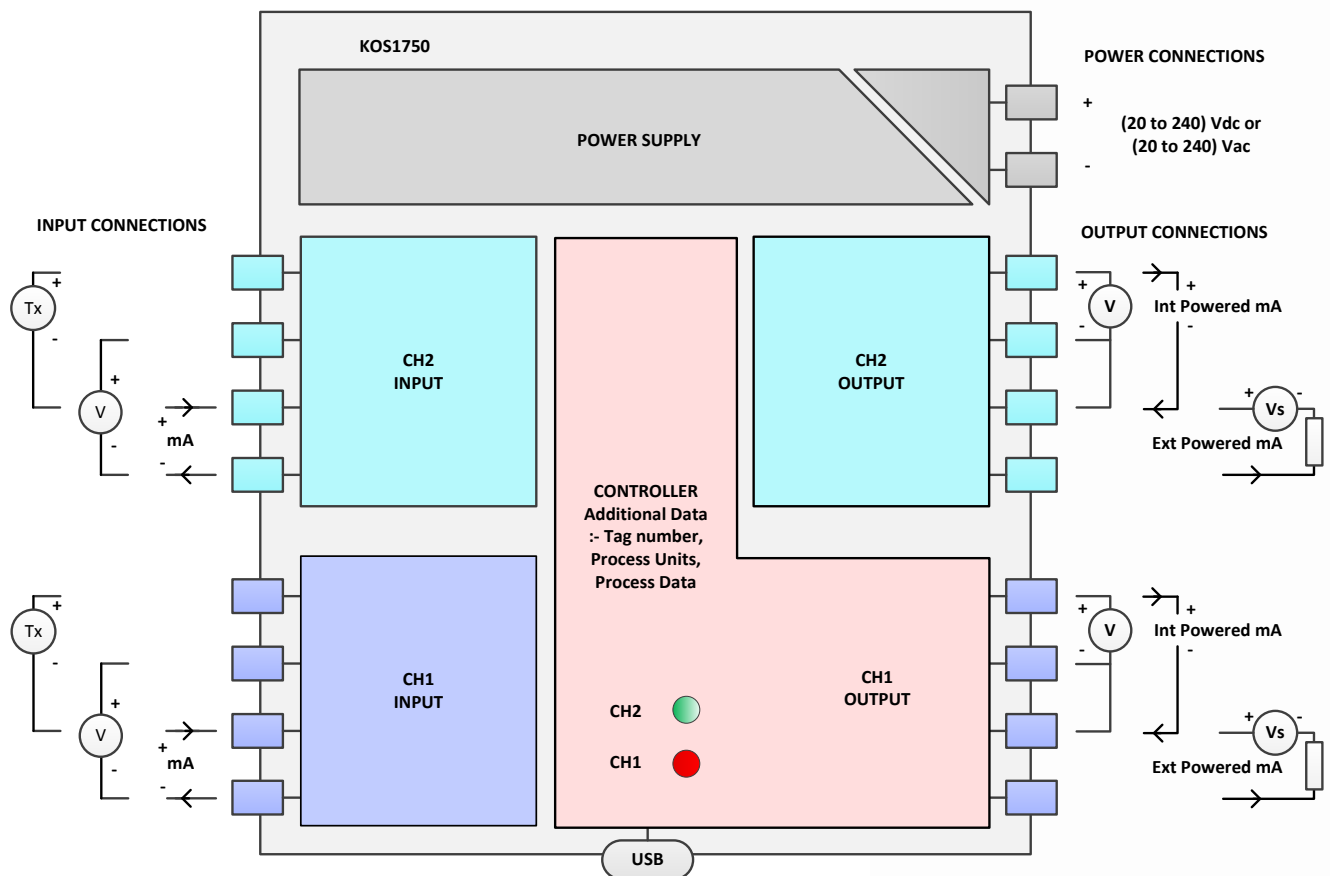 KOS1750
POWER SUPPLY
POWER CONNECTIONS
+
(20 to 240) Vdc or
(20 to 240) Vac
-
INPUT CONNECTIONS
+
Tx
-
+
V
-
+
mA
-
CH2
INPUT
CH2
OUTPUT
OUTPUT CONNECTIONS
+
V
-
+
Int Powered mA
-
+
Vs
-
Ext Powered mA
CONTROLLER
Additional Data
:- Tag number,
Process Units,
Process Data
+
Tx
-
+
V
-
+
mA
-
CH1
INPUT
CH2
CH1
CH1
OUTPUT
+
V
-
+
Int Powered mA
-
+
Vs
-
Ext Powered mA
USB